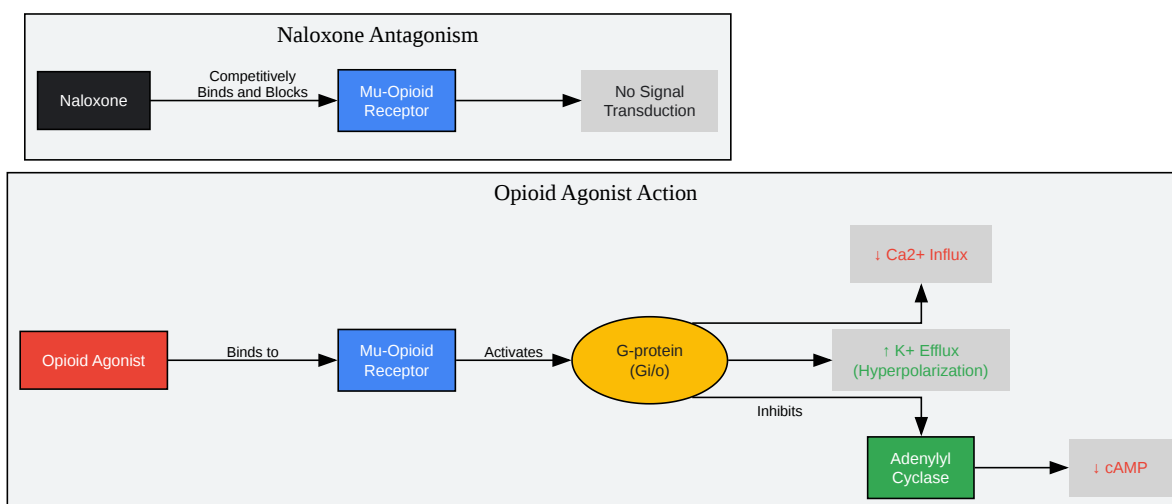 Naloxone Antagonism
Naloxone
Competitively
Binds and Blocks
Mu-Opioid
Receptor
No Signal
Transduction
Opioid Agonist Action
Opioid Agonist
Binds to
Mu-Opioid
Receptor
Activates
G-protein
(Gi/o)
↓ Ca2+ Influx
↑ K+ Efflux
(Hyperpolarization)
Inhibits
Adenylyl
Cyclase
↓ cAMP